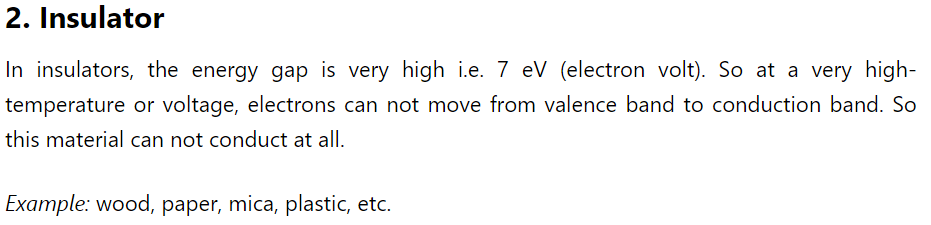 2. Insulator
In insulators, the energy gap is very high i.e. 7 eV (electron volt). So at a very high-
temperature or voltage, electrons can not move from valence band to conduction band. So
this material can not conduct at all.
Example: wood, paper, mica, plastic, etc.